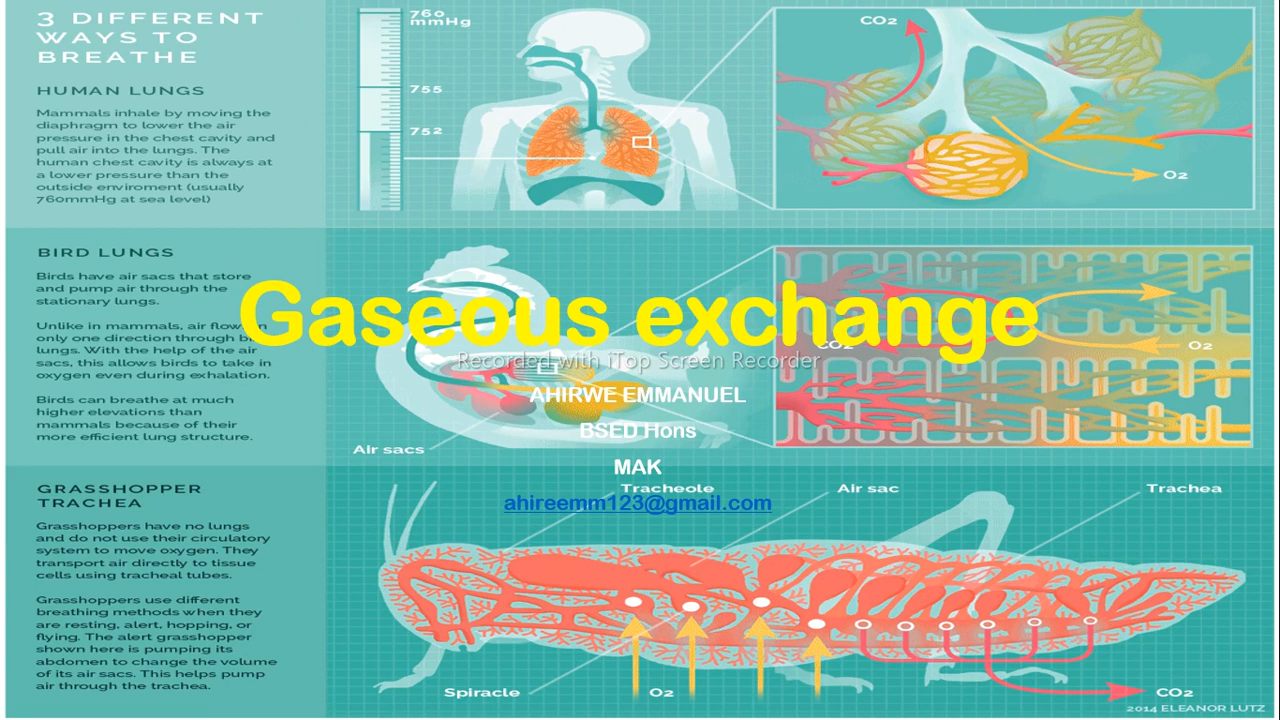 3 DIFFERENT
WAYS TO
BREATHE
HUMAN LUNGS
Mammals inhale by moving the
diaphragm to lower the air
pressure in the chest cavity and
pull air into the lungs. The
human chest cavity is always at
a lower pressure than the
outside enviroment (usually
760mmHg at sea level)
760
mmHg
755
752
CO2
O2
BIRD LUNGS
Birds have air sacs that store
and pump air through the
stationary lungs.
Unlike in mammals, air flow in
only one direction through
lungs. With the help of the air
sacs, this allows birds to take in
oxygen even during exhalation.
Birds can breathe at much
higher elevations than
mammals because of their
more efficient lung structure.
Air sacs
CO2
O2
Gaseous exchange
Recorded with iTop Screen Recorder
AHIRWE EMMANUEL
BSED Hons
MAK
ahireemm123@gmail.com
GRASSHOPPER
TRACHEA
Grasshoppers have no lungs
and do not use their circulatory
system to move oxygen. They
transport air directly to tissue
cells using tracheal tubes.
Grasshoppers use different
breathing methods when they
are resting, alert, hopping, or
flying. The alert grasshopper
shown here is pumping its
abdomen to change the volume
of its air sacs. This helps pump
air through the trachea.
Tracheole
Air sac
Trachea
Spiracle
O2
CO2
2014 ELEANOR LUTZ